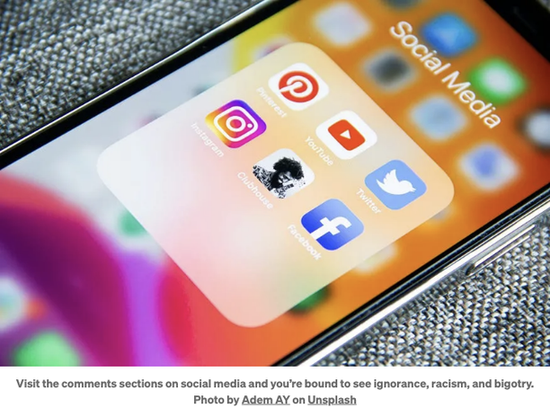 Social Media
Pinterest
YouTube
Twitter
Instagram
Clubhouse
Facebook
Visit the comments sections on social media and you're bound to see ignorance, racism, and bigotry.
Photo by Adem AY on Unsplash